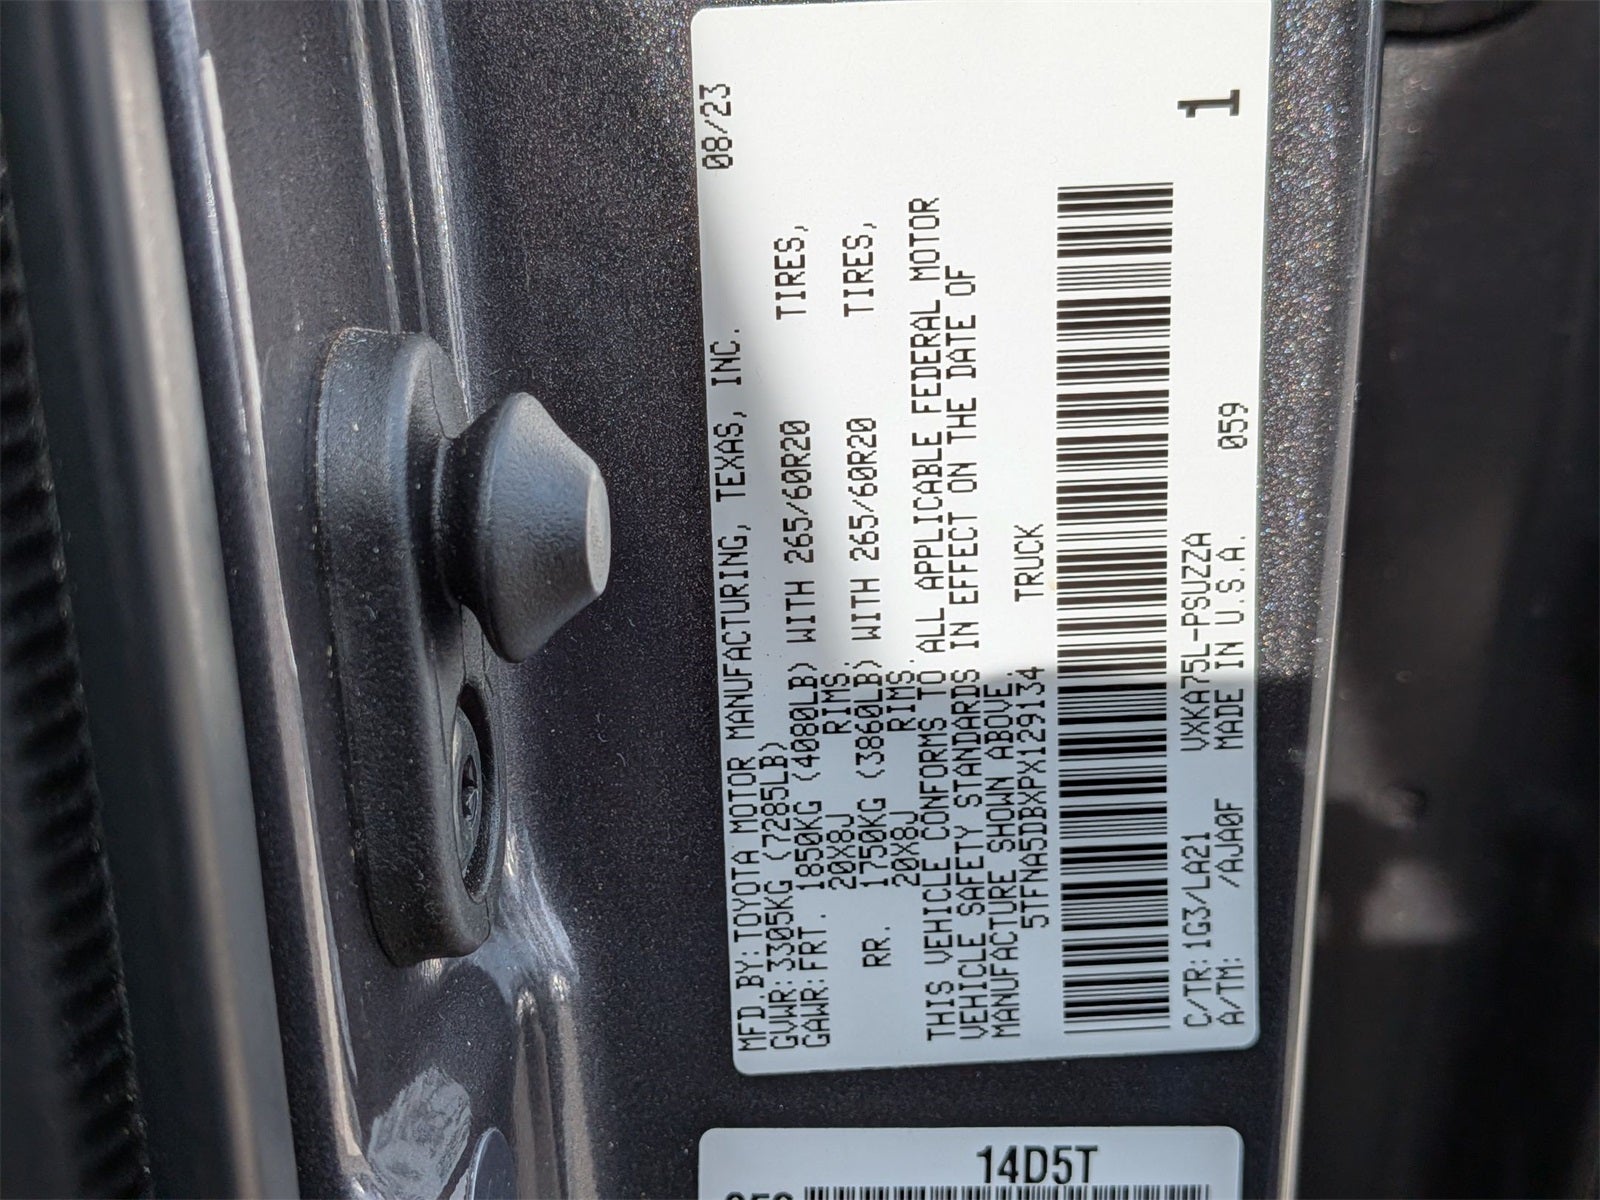 MFD.BY:TOYOTA MOTOR MANUFACTURING, TEXAS, INC. 08/23
GVWR:3305KG (7285LB)
GAWR:FRT. 1850KG (4080LB) WITH 265/60R20 TIRES,
20X8J RIMS.
RR. 1750KG (3860LB) WITH 265/60R20 TIRES,
20X8J RIMS.
THIS VEHICLE CONFORMS TO ALL APPLICABLE FEDERAL MOTOR
VEHICLE SAFETY STANDARDS IN EFFECT ON THE DATE OF
MANUFACTURE SHOWN ABOVE.
5TFNA5DBXPX129134 TRUCK
C/TR:1G3/LA21 VXKA75L-PSUZZA 059 1
A/TM: /AJA0F MADE IN U.S.A.
14D5T